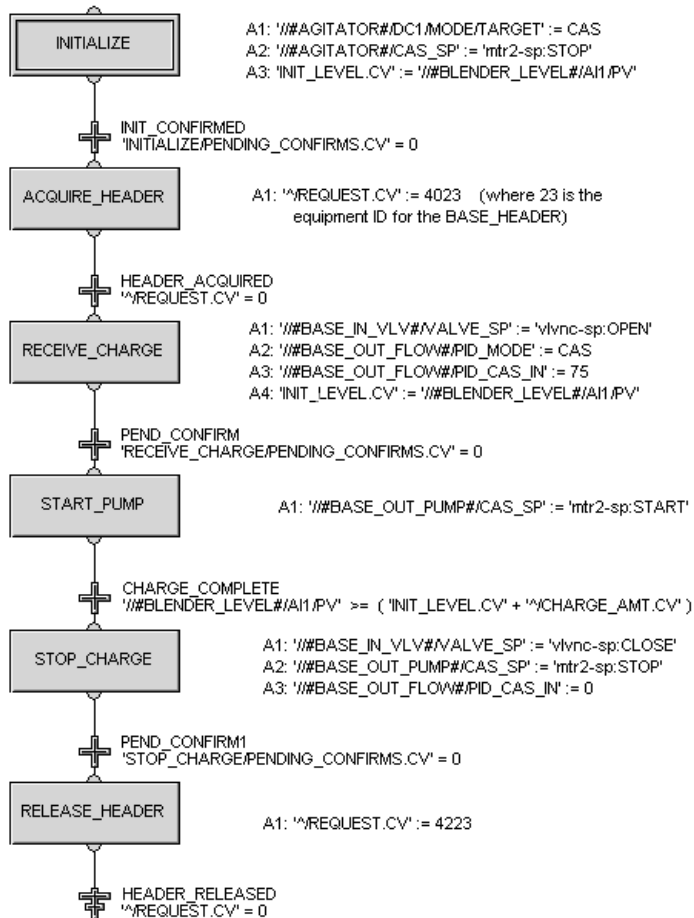 INITIALIZE
A1: '//#AGITATOR#/DC1/MODE/TARGET' := CAS
A2: '//#AGITATOR#/CAS_SP' := 'mtr2-sp:STOP'
A3: 'INIT_LEVEL.CV' := '//#BLENDER_LEVEL#/AI1/PV'
INIT_CONFIRMED
'INITIALIZE/PENDING_CONFIRMS.CV' = 0
ACQUIRE_HEADER
A1: '^/REQUEST.CV' := 4023 (where 23 is the
equipment ID for the BASE_HEADER)
HEADER_ACQUIRED
'^/REQUEST.CV' = 0
RECEIVE_CHARGE
A1: '//#BASE_IN_VLV#/VALVE_SP' := 'vlvnc-sp:OPEN'
A2: '//#BASE_OUT_FLOW#/PID_MODE' := CAS
A3: '//#BASE_OUT_FLOW#/PID_CAS_IN' := 75
A4: 'INIT_LEVEL.CV' := '//#BLENDER_LEVEL#/AI1/PV'
PEND_CONFIRM
'RECEIVE_CHARGE/PENDING_CONFIRMS.CV' = 0
START_PUMP
A1: '//#BASE_OUT_PUMP#/CAS_SP' := 'mtr2-sp:START'
CHARGE_COMPLETE
'//#BLENDER_LEVEL#/AI1/PV' >= ( 'INIT_LEVEL.CV' + '^/CHARGE_AMT.CV' )
STOP_CHARGE
A1: '//#BASE_IN_VLV#/VALVE_SP' := 'vlvnc-sp:CLOSE'
A2: '//#BASE_OUT_PUMP#/CAS_SP' := 'mtr2-sp:STOP'
A3: '//#BASE_OUT_FLOW#/PID_CAS_IN' := 0
PEND_CONFIRM1
'STOP_CHARGE/PENDING_CONFIRMS.CV' = 0
RELEASE_HEADER
A1: '^/REQUEST.CV' := 4223
HEADER_RELEASED
'^/REQUEST.CV' = 0